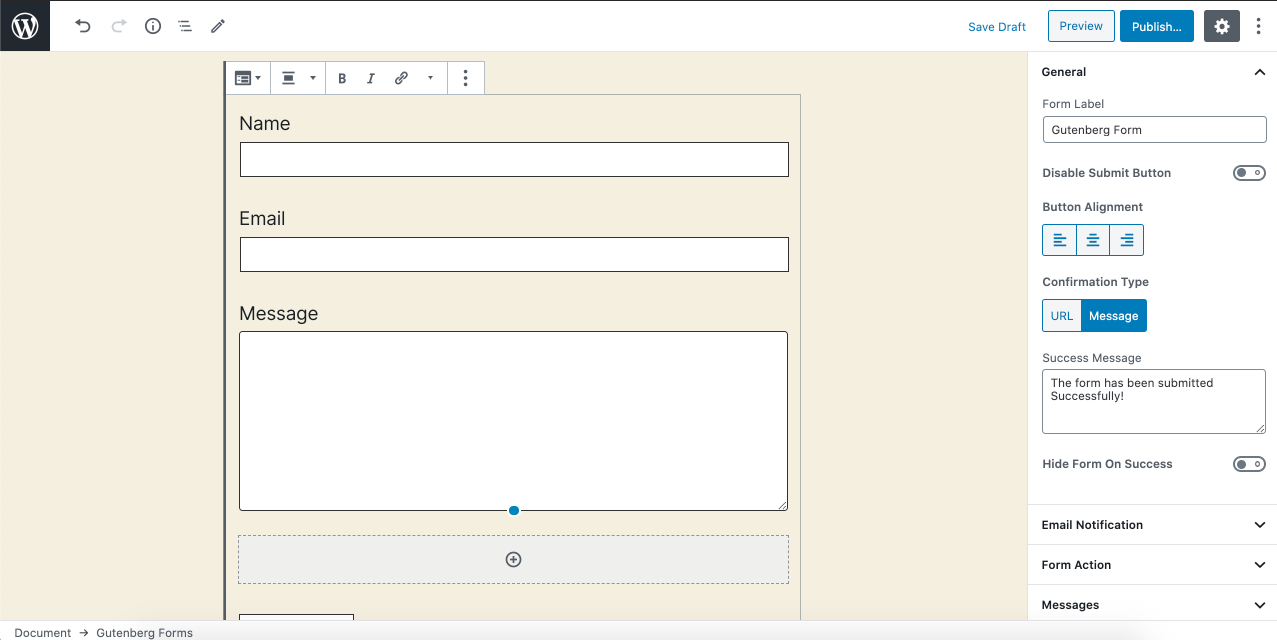 Save Draft
Preview
Publish...
B I
Name
Email
Message
General
Form Label
Gutenberg Form
Disable Submit Button
Button Alignment
Confirmation Type
URL Message
Success Message
The form has been submitted
Successfully!
Hide Form On Success
Email Notification
Form Action
Messages
Document → Gutenberg Forms